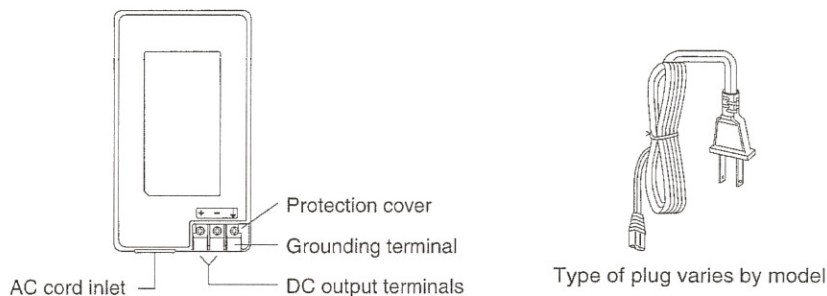 + −
Protection cover
Grounding terminal
DC output terminals
AC cord inlet
Type of plug varies by model